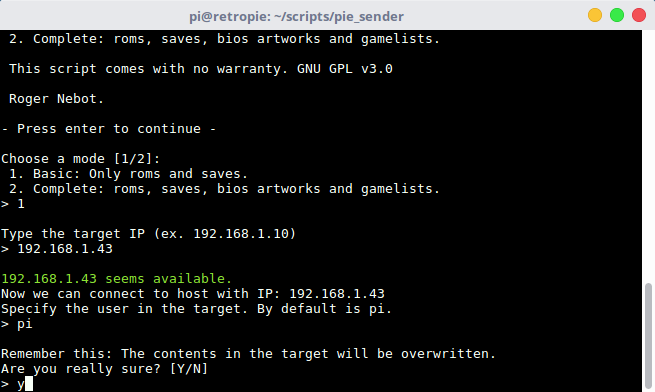 pi@retropie: ~/scripts/pie_sender
2. Complete: roms, saves, bios artworks and gamelists.
This script comes with no warranty. GNU GPL v3.0
Roger Nebot.
- Press enter to continue -
Choose a mode [1/2]:
1. Basic: Only roms and saves.
2. Complete: roms, saves, bios artworks and gamelists.
> 1
Type the target IP (ex. 192.168.1.10)
> 192.168.1.43
192.168.1.43 seems available.
Now we can connect to host with IP: 192.168.1.43
Specify the user in the target. By default is pi.
> pi
Remember this: The contents in the target will be overwritten.
Are you really sure? [Y/N]
> y